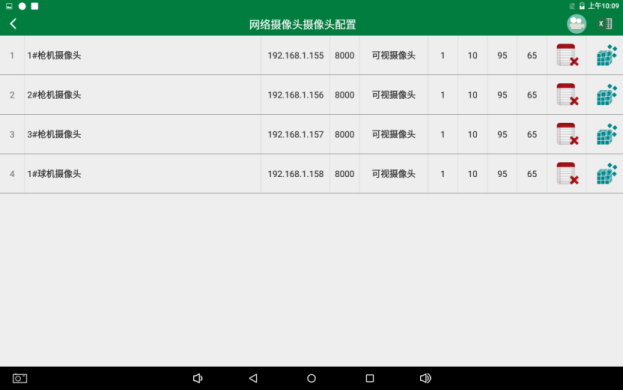 上午10:09
网络摄像头摄像头配置
1 1#枪机摄像头 192.168.1.155 8000 可视摄像头 1 10 95 65
2 2#枪机摄像头 192.168.1.156 8000 可视摄像头 1 10 95 65
3 3#枪机摄像头 192.168.1.157 8000 可视摄像头 1 10 95 65
4 1#球机摄像头 192.168.1.158 8000 可视摄像头 1 10 95 65